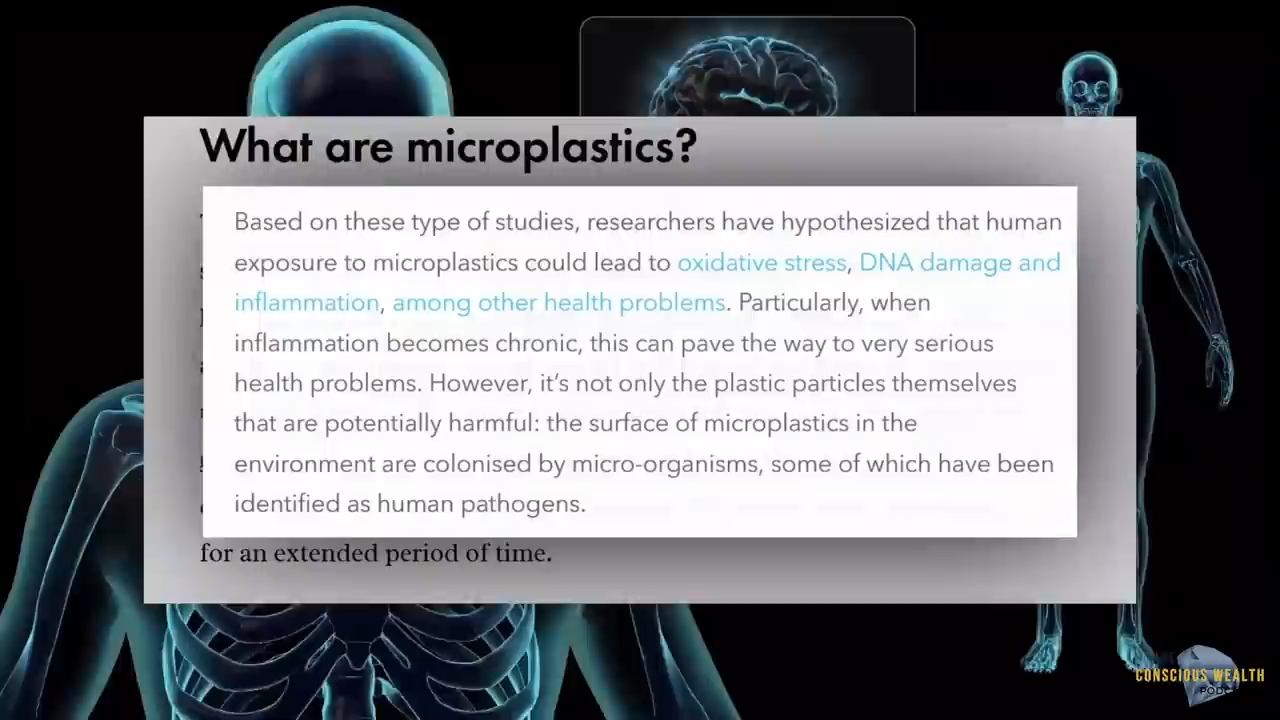 What are microplastics?
Based on these type of studies, researchers have hypothesized that human
exposure to microplastics could lead to oxidative stress, DNA damage and
inflammation, among other health problems. Particularly, when
inflammation becomes chronic, this can pave the way to very serious
health problems. However, it’s not only the plastic particles themselves
that are potentially harmful: the surface of microplastics in the
environment are colonised by micro-organisms, some of which have been
identified as human pathogens.
for an extended period of time.
CONSCIOUS WEALTH